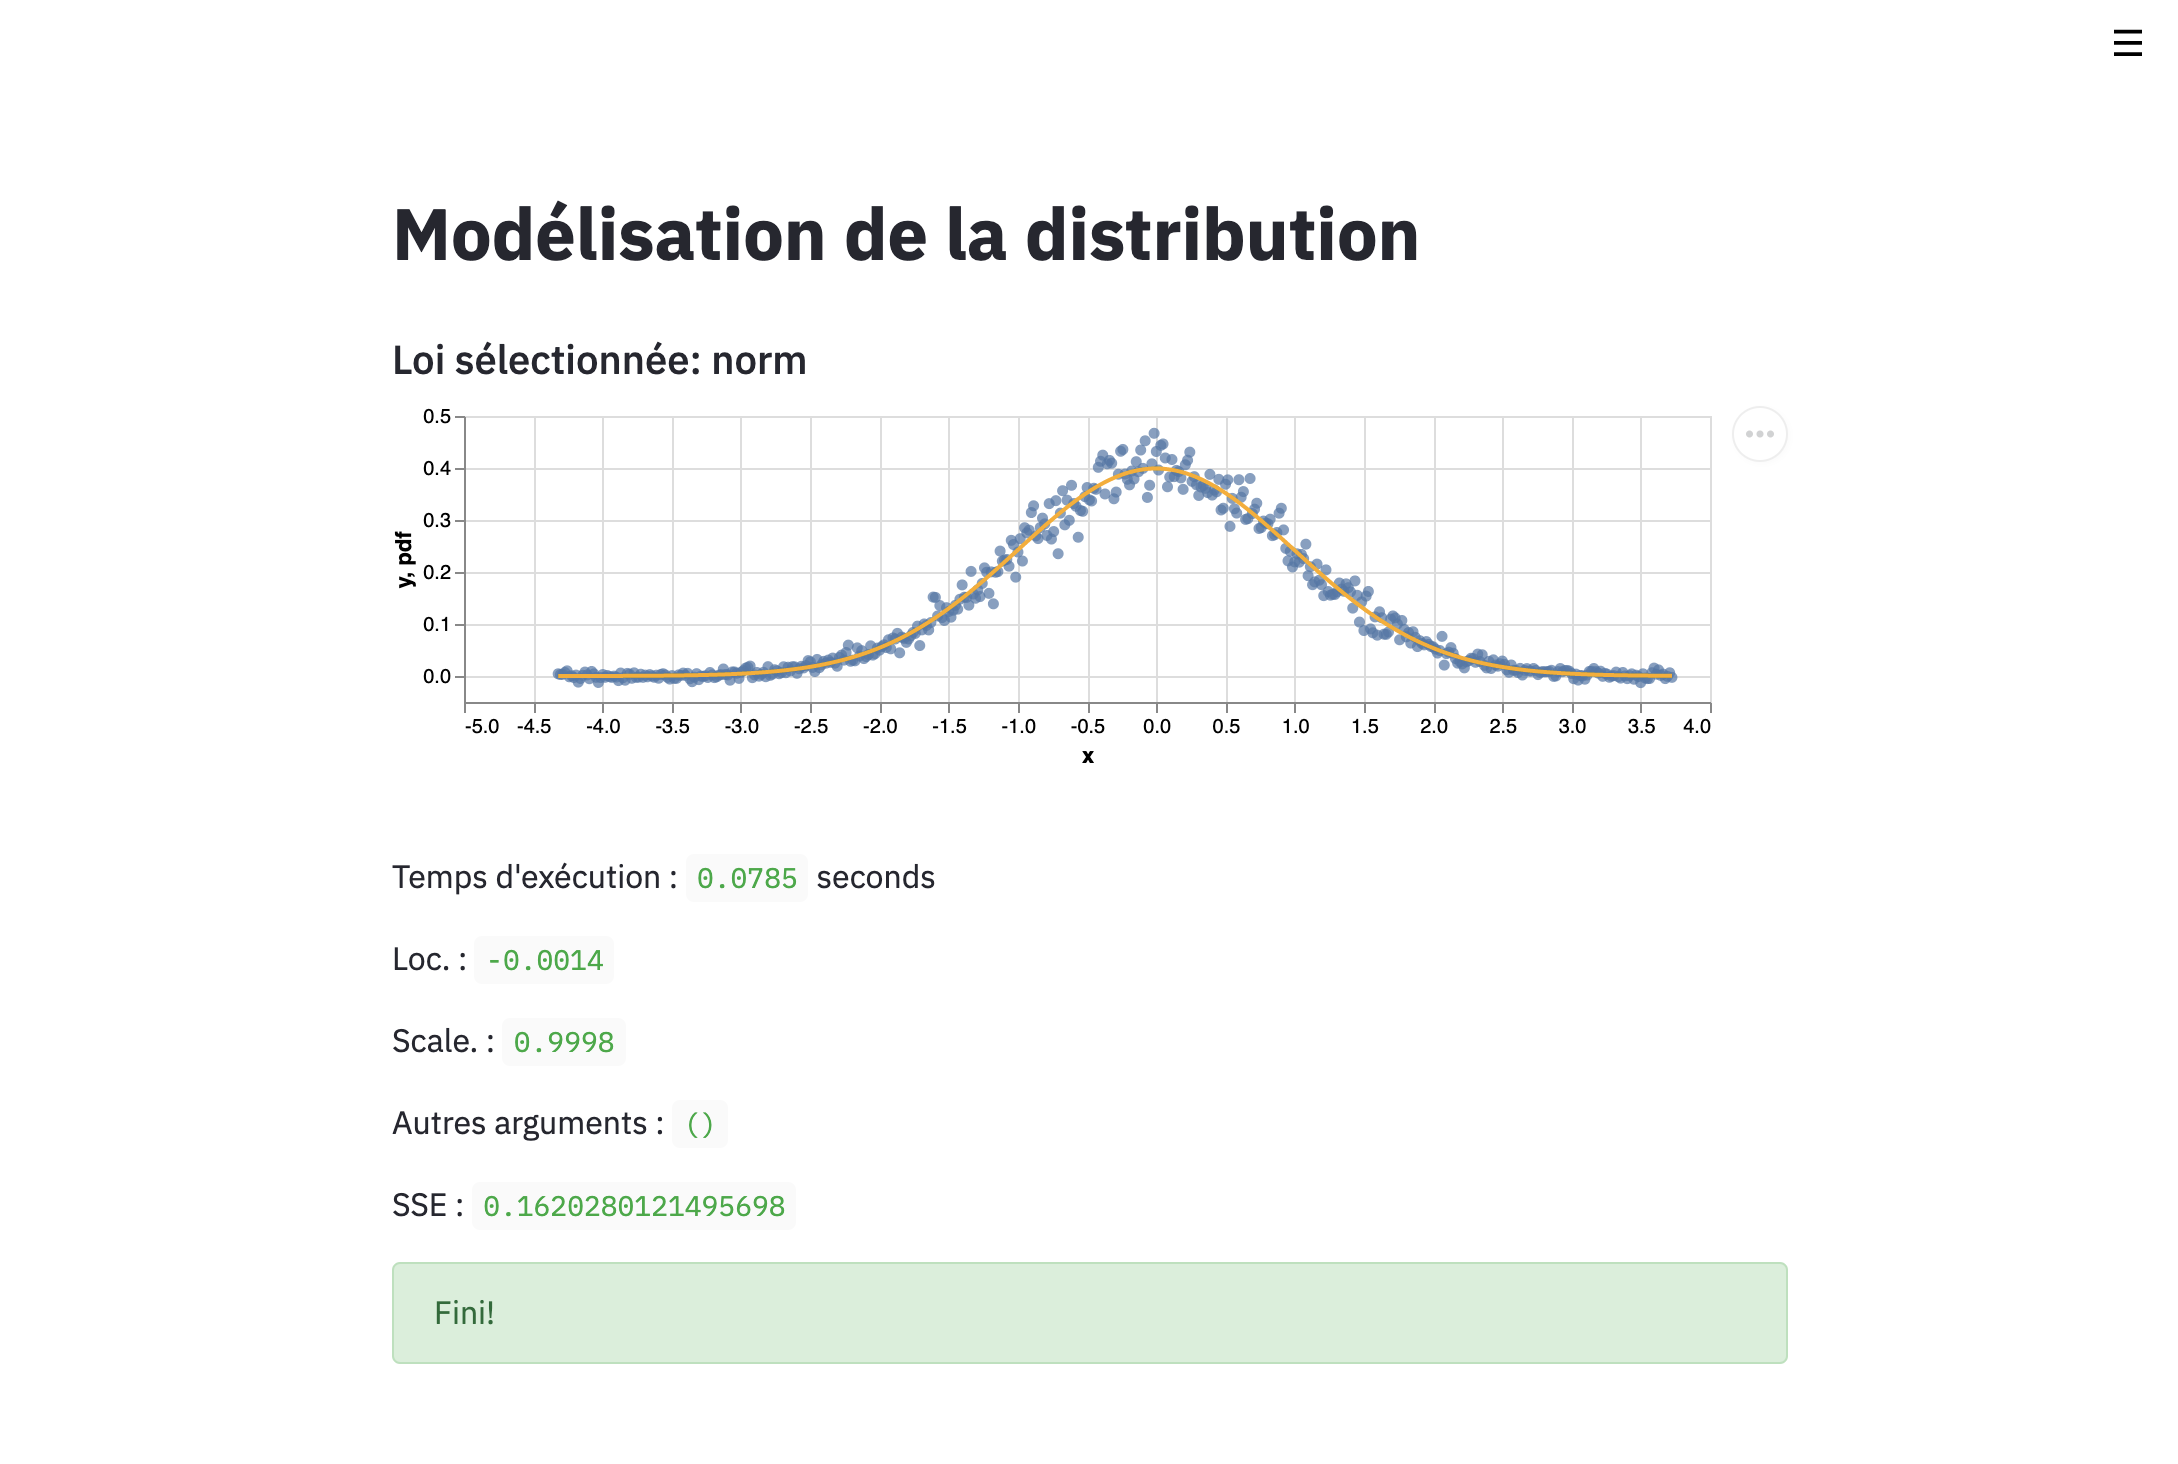 Modélisation de la distribution
Loi sélectionnée: norm
0.5
0.4
0.3
0.2
0.1
0.0
y, pdf
-5.0 -4.5 -4.0 -3.5 -3.0 -2.5 -2.0 -1.5 -1.0 -0.5 0.0 0.5 1.0 1.5 2.0 2.5 3.0 3.5 4.0
x
Temps d'exécution : 0.0785 seconds
Loc. : -0.0014
Scale. : 0.9998
Autres arguments : ()
SSE : 0.1620280121495698
Fini!